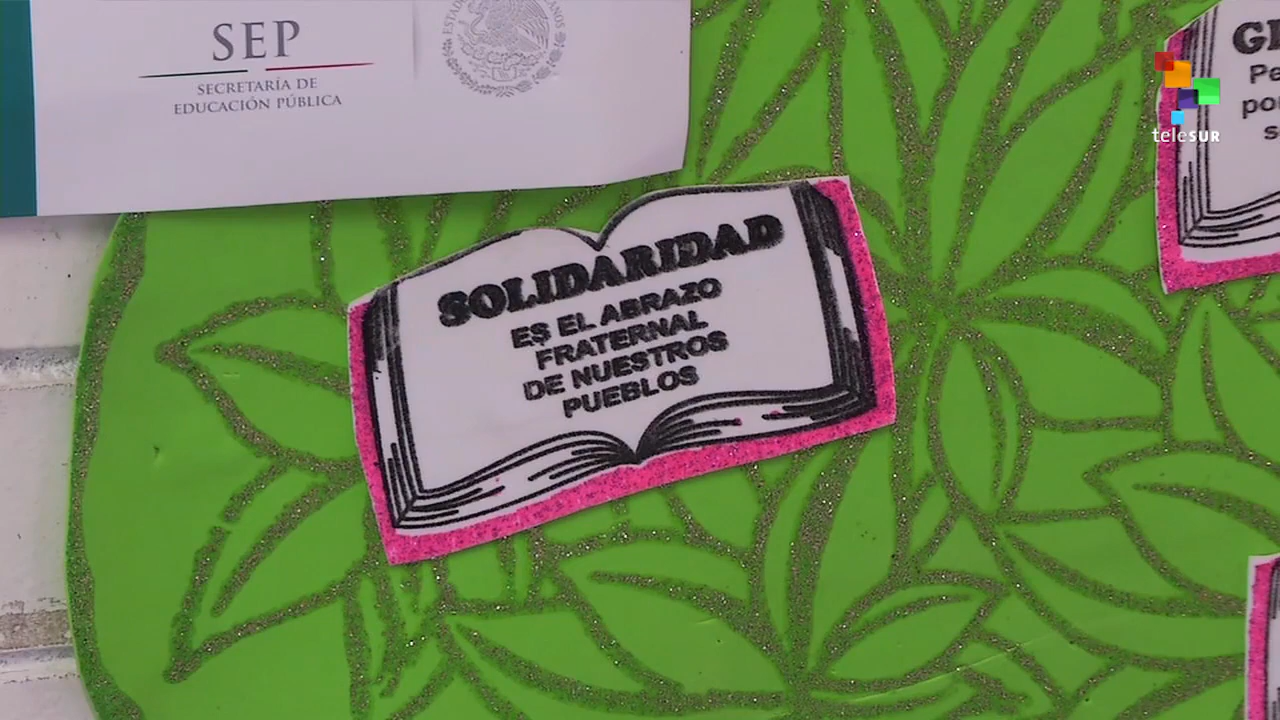 SEP
SECRETARÍA DE
EDUCACIÓN PÚBLICA
teleSUR
SOLIDARIDAD
ES EL ABRAZO
FRATERNAL
DE NUESTROS
PUEBLOS